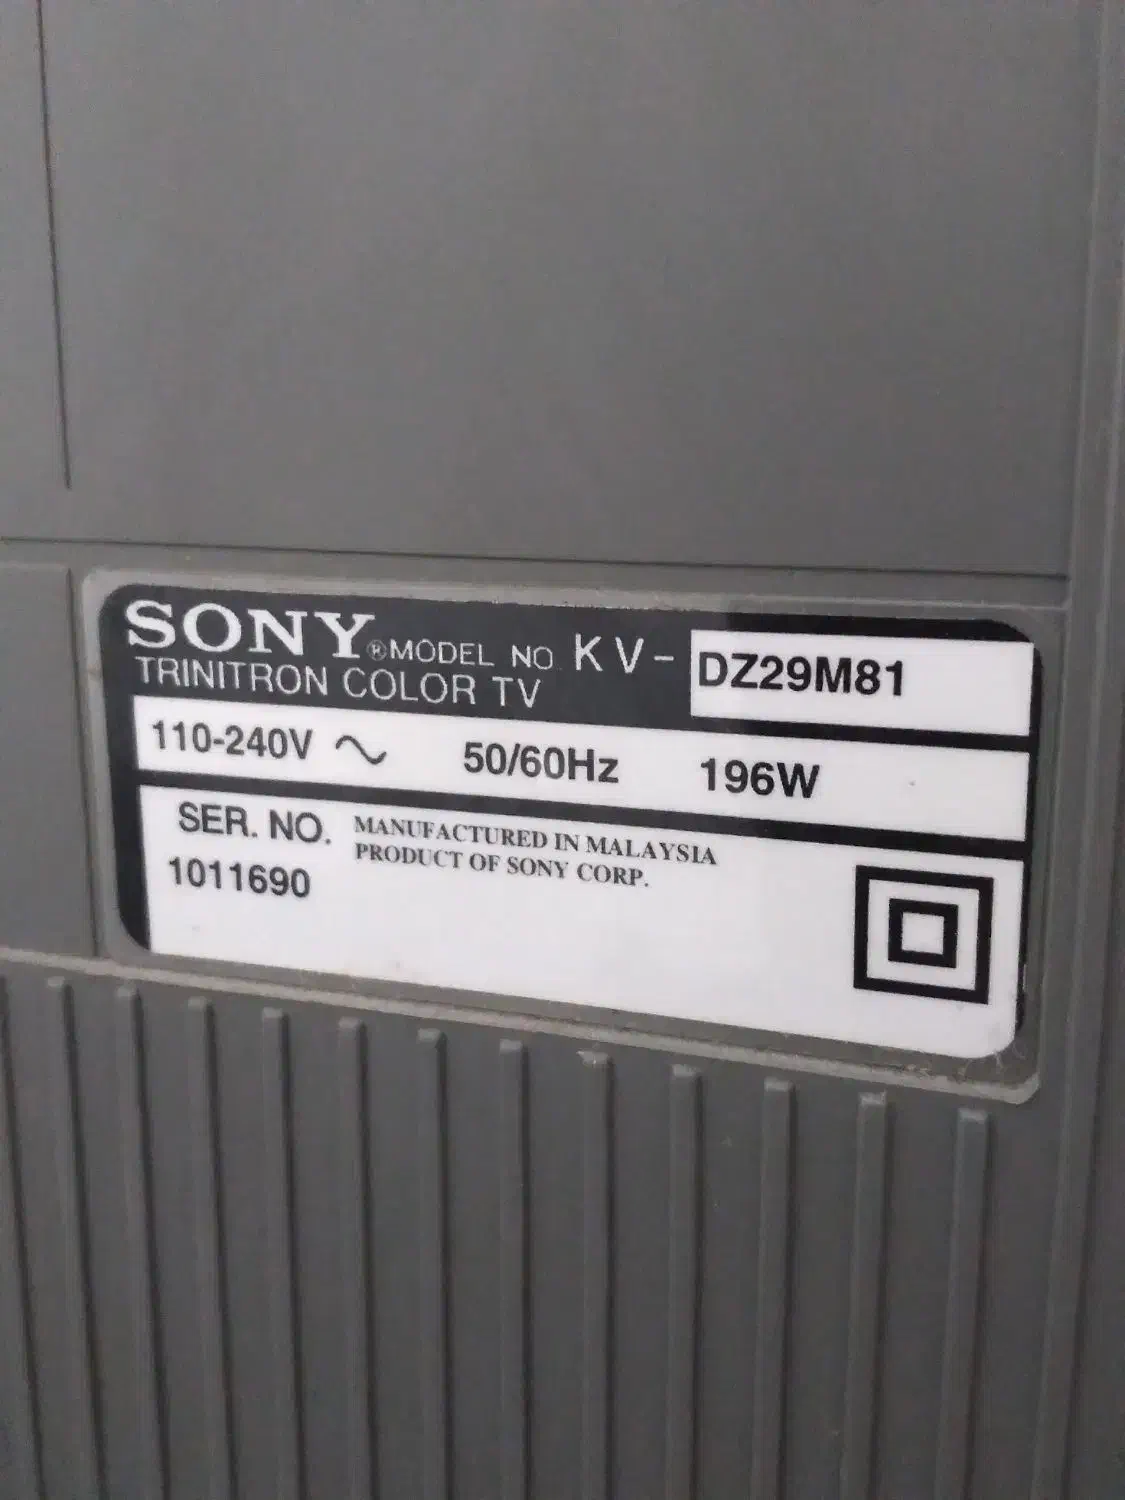 SONY® MODEL NO. KV-DZ29M81
TRINITRON COLOR TV
110-240V ～ 50/60Hz 196W
SER. NO.
1011690
MANUFACTURED IN MALAYSIA
PRODUCT OF SONY CORP.